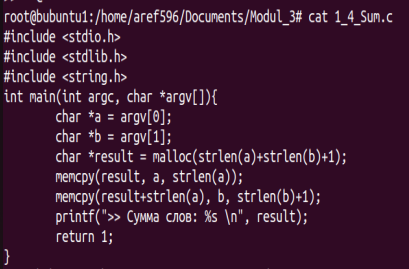 root@bubuntu1:/home/aref596/Documents/Modul_3# cat 1_4_Sum.c
#include <stdio.h>
#include <stdlib.h>
#include <string.h>
int main(int argc, char *argv[]){
        char *a = argv[0];
        char *b = argv[1];
        char *result = malloc(strlen(a)+strlen(b)+1);
        memcpy(result, a, strlen(a));
        memcpy(result+strlen(a), b, strlen(b)+1);
        printf(">> Сумма слов: %s \n", result);
        return 1;
}